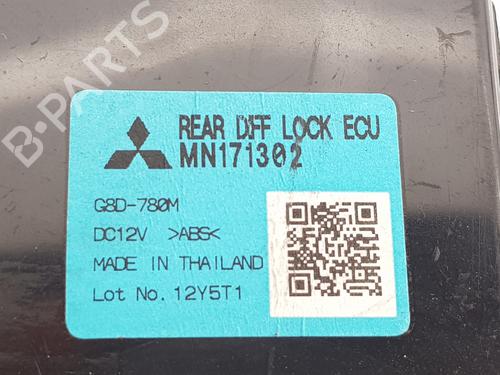 B-PARTS
REAR DIFF LOCK ECU
MN171302
G8D-780M
DC12V >ABS<
MADE IN THAILAND
Lot No. 12Y5T1